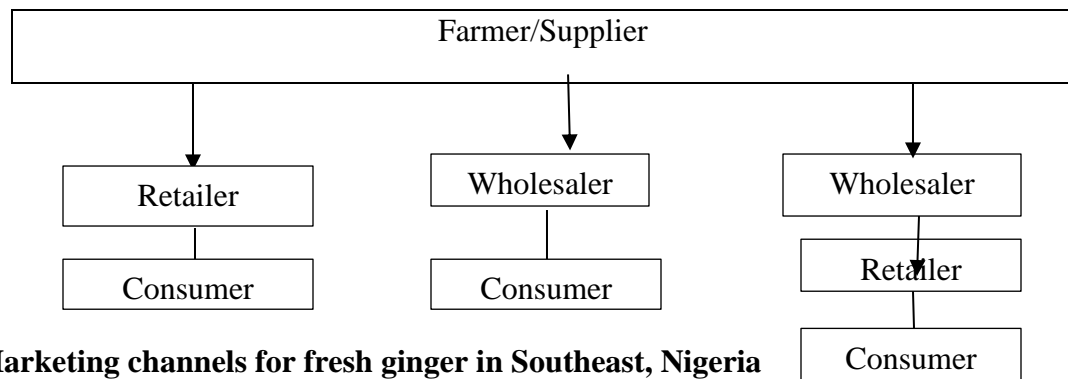 Farmer/Supplier
Retailer
Consumer
Wholesaler
Consumer
Wholesaler
Retailer
Consumer
Marketing channels for fresh ginger in Southeast, Nigeria